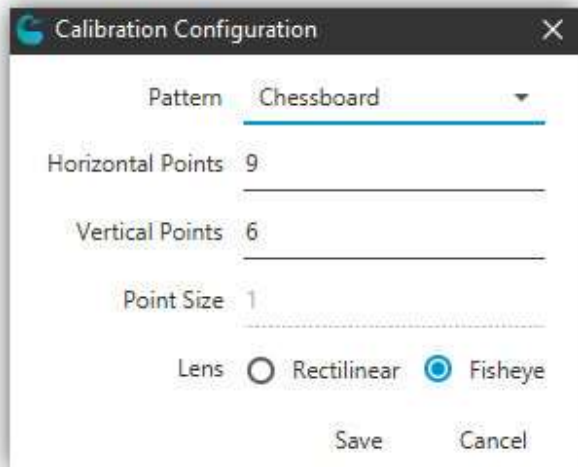 Calibration Configuration
Pattern Chessboard
Horizontal Points 9
Vertical Points 6
Point Size 1
Lens Rectilinear Fisheye
Save Cancel